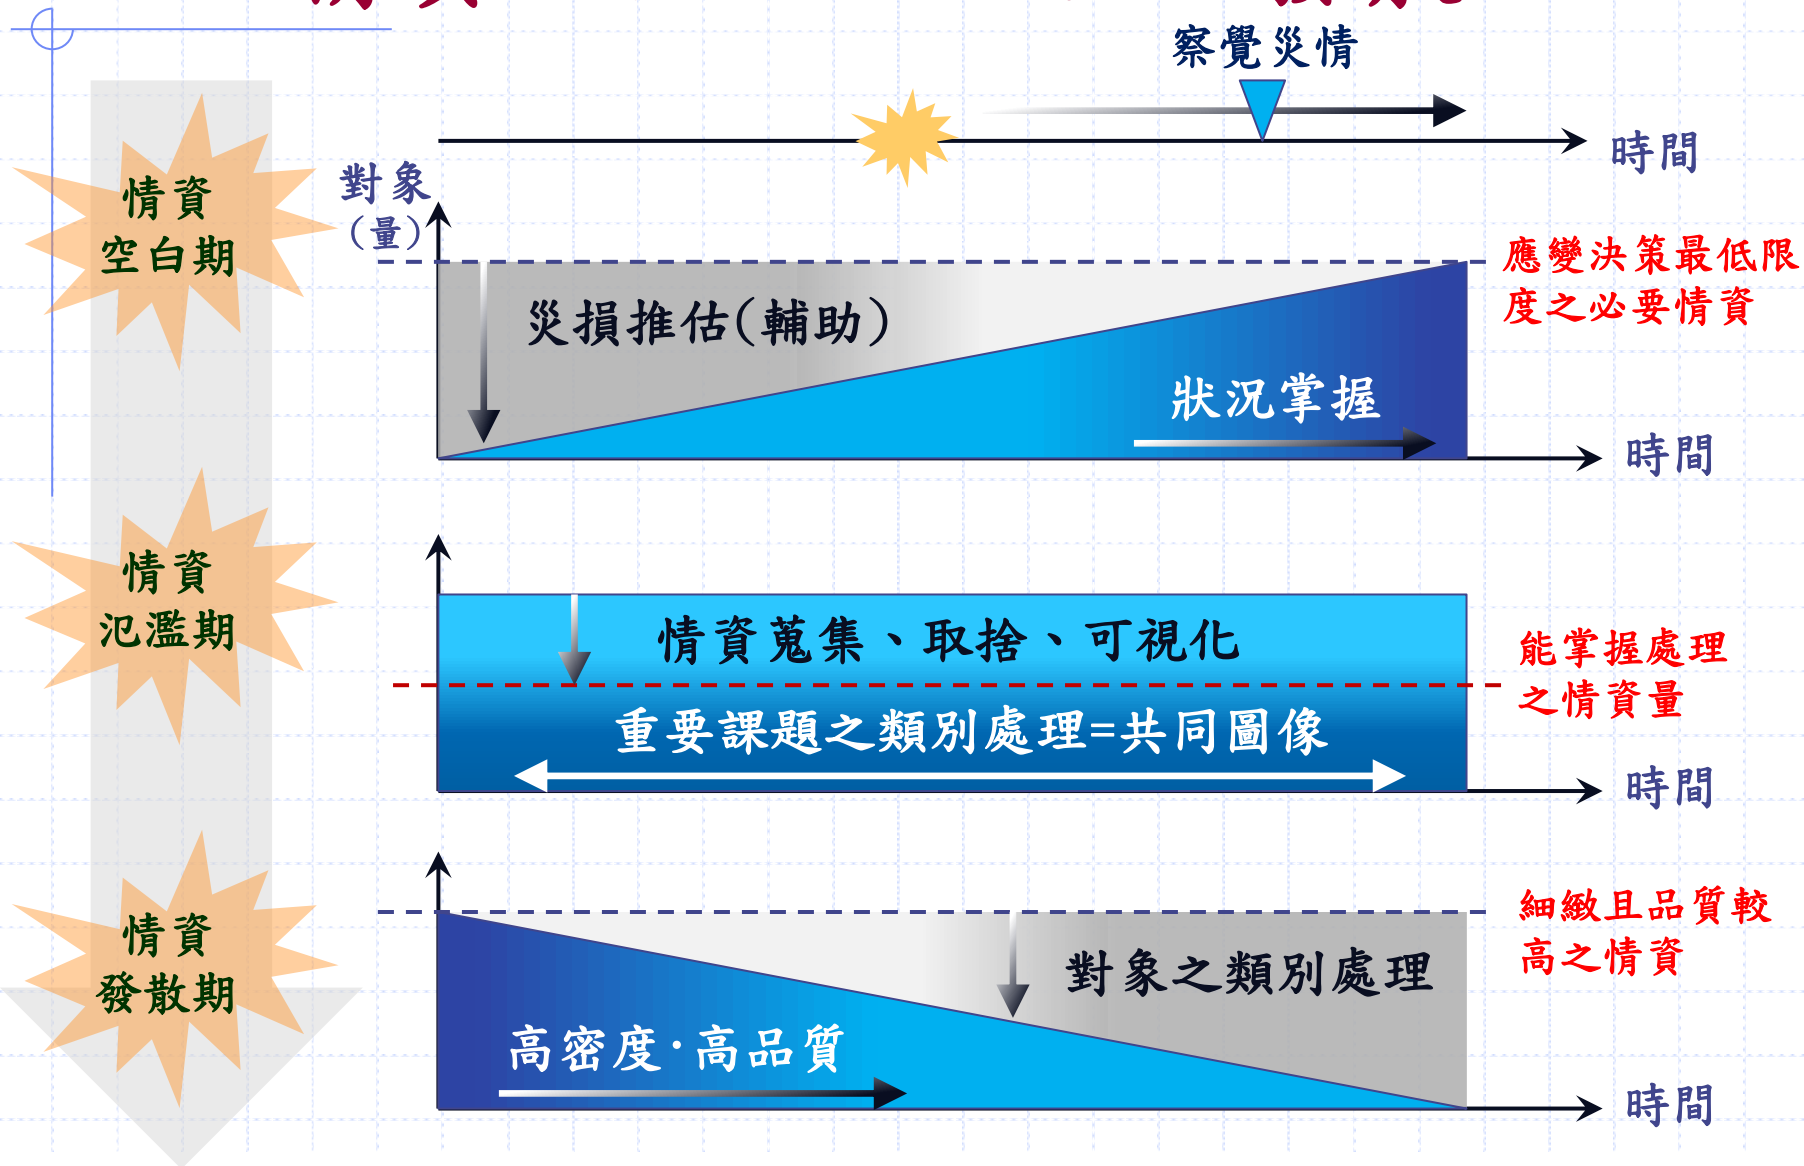 察覺災情
時間
對象
(量)
情資
空白期
應變決策最低限
度之必要情資
災損推估(輔助)
狀況掌握
時間
情資
氾濫期
情資蒐集、取捨、可視化
能掌握處理
之情資量
重要課題之類別處理=共同圖像
時間
情資
發散期
細緻且品質較
高之情資
對象之類別處理
高密度·高品質
時間